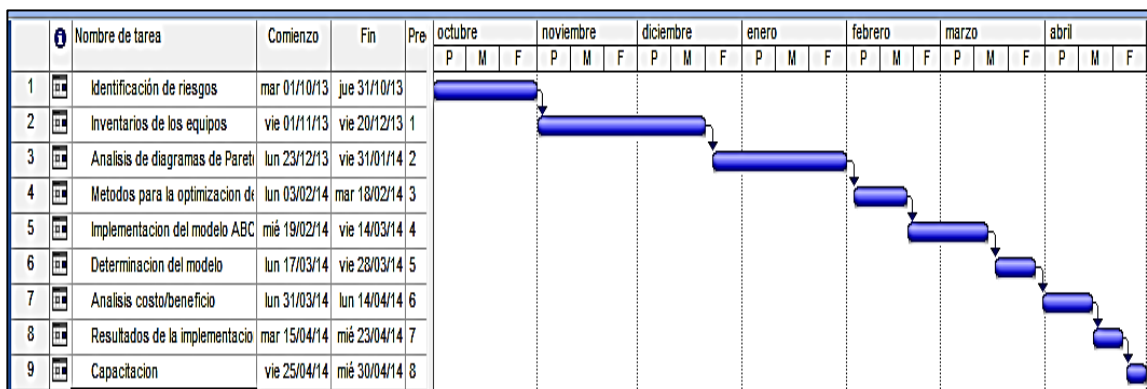 Nombre de tarea Comienzo Fin Pre octubre noviembre diciembre enero febrero marzo abril
P M F P M F P M F P M F P M F P M F P M F
1 Identificación de riesgos mar 01/10/13 jue 31/10/13
2 Inventarios de los equipos vie 01/11/13 vie 20/12/13 1
3 Analisis de diagramas de Paret lun 23/12/13 vie 31/01/14 2
4 Metodos para la optimizacion de lun 03/02/14 mar 18/02/14 3
5 Implementacion del modelo ABC mié 19/02/14 vie 14/03/14 4
6 Determinacion del modelo lun 17/03/14 vie 28/03/14 5
7 Analisis costo/beneficio lun 31/03/14 lun 14/04/14 6
8 Resultados de la implementacio mar 15/04/14 mié 23/04/14 7
9 Capacitacion vie 25/04/14 mié 30/04/14 8